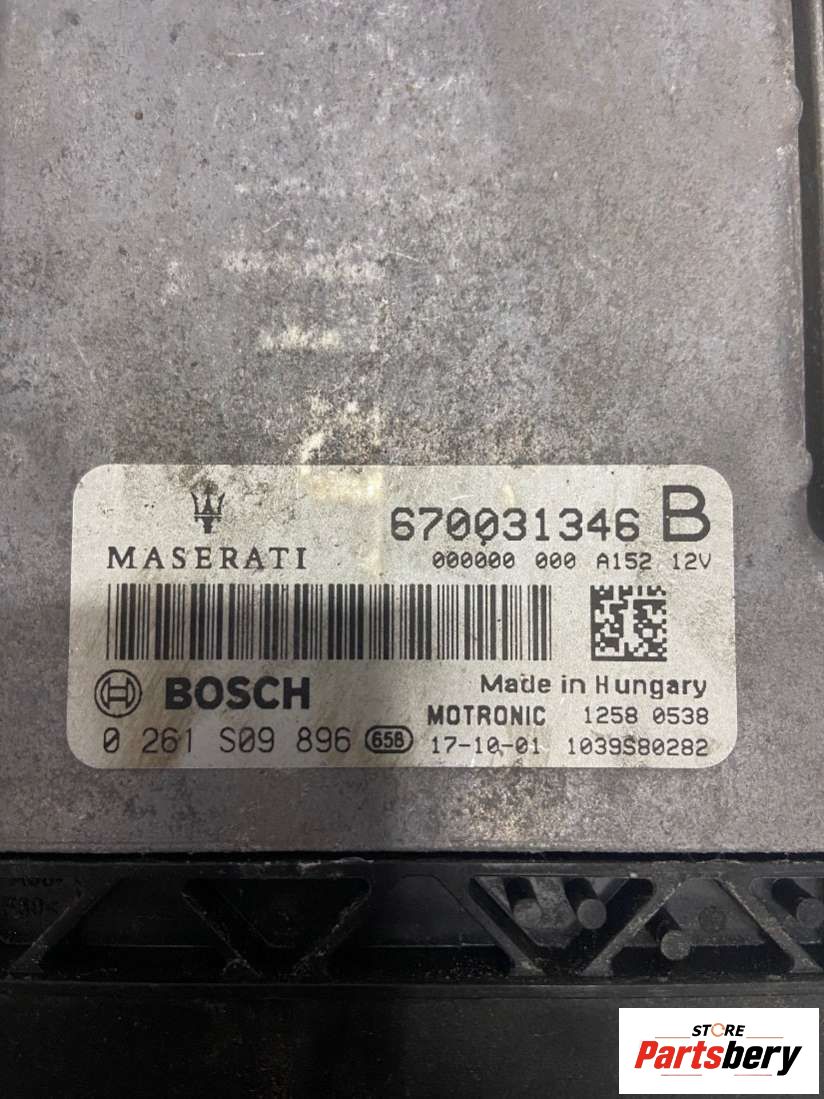 MASERATI
670031346 B
000000 000 A152 12V
BOSCH
Made in Hungary
MOTRONIC 1258 0538
0 261 S09 896 658 17-10-01 1039S80282
STORE
Partsbery